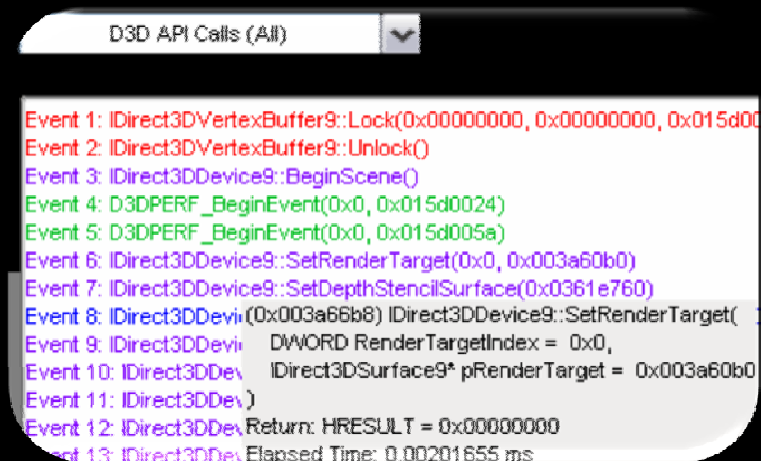 D3D API Calls (All)
Event 1: IDirect3DVertexBuffer9::Lock(0x00000000, 0x00000000, 0x015d00
Event 2: IDirect3DVertexBuffer9::Unlock()
Event 3: IDirect3DDevice9::BeginScene()
Event 4: D3DPERF_BeginEvent(0x0, 0x015d0024)
Event 5: D3DPERF_BeginEvent(0x0, 0x015d005a)
Event 6: IDirect3DDevice9::SetRenderTarget(0x0, 0x003a60b0)
Event 7: IDirect3DDevice9::SetDepthStencilSurface(0x0361e760)
Event 8: IDirect3DDevi (0x003a66b8) IDirect3DDevice9::SetRenderTarget(
Event 9: IDirect3DDevi DWORD RenderTargetIndex = 0x0,
Event 10: IDirect3DDev IDirect3DSurface9* pRenderTarget = 0x003a60b0
Event 11: IDirect3DDev )
Event 12: IDirect3DDev Return: HRESULT = 0x00000000
Event 13: IDirect3DDev Elapsed Time: 0.00201655 ms